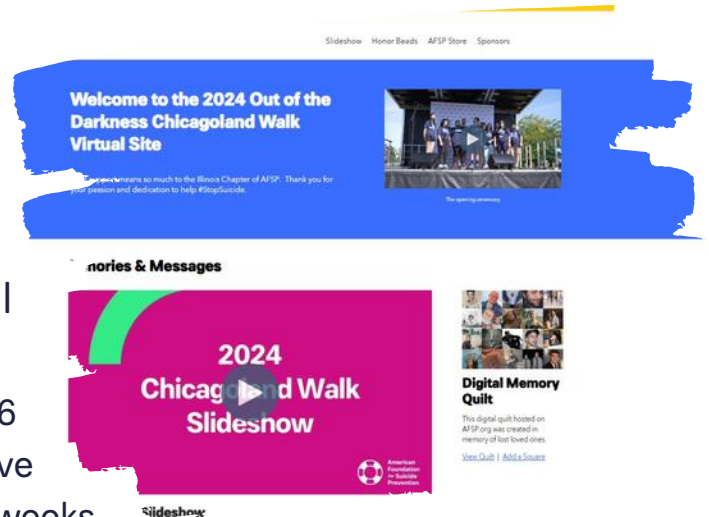 Slideshow Honor Beads AFSP Store Sponsors
Welcome to the 2024 Out of the
Darkness Chicagoland Walk
Virtual Site
means so much to the Illinois Chapter of AFSP. Thank you for
your passion and dedication to help #StopSuicide.
The opening ceremony
& Messages
l
6
ve
weeks
2024
Chicagoland Walk
Slideshow
American
Foundation
for Suicide
Prevention
Digital Memory
Quilt
This digital quilt hosted on
AFSP.org was created in
memory of lost loved ones.
View Quilt | Add a Square
Slideshow